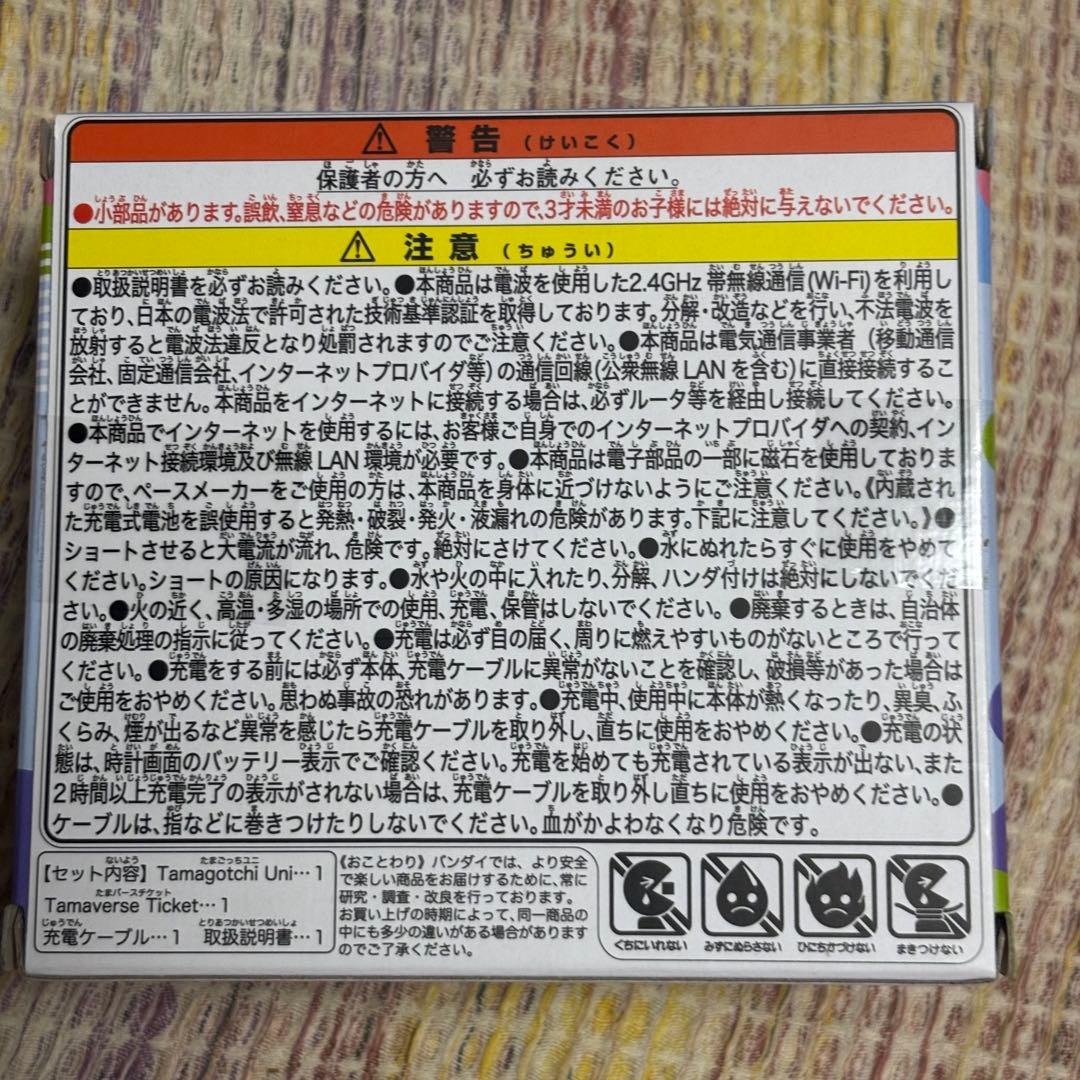 警告（けいこく）
保護者の方へ 必ずお読みください。
●小部品があります。誤飲、窒息などの危険がありますので、3才未満のお子様には絶対に与えないでください。
注意（ちゅうい）
●取扱説明書を必ずお読みください。●本商品は電波を使用した2.4GHz 帯無線通信(Wi-Fi)を利用し
ており、日本の電波法で許可された技術基準認証を取得しております。分解・改造などを行い、不法電波を
放射すると電波法違反となり処罰されますのでご注意ください。●本商品は電気通信事業者（移動通信
会社、固定通信会社、インターネットプロバイダ等）の通信回線(公衆無線 LAN を含む)に直接接続するこ
とができません。本商品をインターネットに接続する場合は、必ずルータ等を経由し接続してください。
●本商品でインターネットを使用するには、お客様ご自身でのインターネットプロバイダへの契約、イン
ターネット接続環境及び無線 LAN 環境が必要です。●本商品は電子部品の一部に磁石を使用しておりま
すので、ペースメーカーをご使用の方は、本商品を身体に近づけないようにご注意ください。《内蔵され
た充電式電池を誤使用すると発熱・破裂・発火・液漏れの危険があります。下記に注意してください。》●
ショートさせると大電流が流れ、危険です。絶対にさけてください。●水にぬれたらすぐに使用をやめて
ください。ショートの原因になります。●水や火の中に入れたり、分解、ハンダ付けは絶対にしないでくだ
さい。●火の近く、高温・多湿の場所での使用、充電、保管はしないでください。●廃棄するときは、自治体
の廃棄処理の指示に従ってください。●充電は必ず目の届く、周りに燃えやすいものがないところで行って
ください。●充電をする前には必ず本体、充電ケーブルに異常がないことを確認し、破損等があった場合は
ご使用をおやめください。思わぬ事故の恐れがあります。●充電中、使用中に本体が熱くなったり、異臭、ふ
くらみ、煙が出るなど異常を感じたら充電ケーブルを取り外し、直ちに使用をおやめください。●充電の状
態は、時計画面のバッテリー表示でご確認ください。充電を始めても充電されている表示が出ない、また
2時間以上充電完了の表示がされない場合は、充電ケーブルを取り外し直ちに使用をおやめください。●
ケーブルは、指などに巻きつけたりしないでください。血がかよわなくなり危険です。
【セット内容】Tamagotchi Uni…1
Tamaverse Ticket…1
充電ケーブル…1 取扱説明書…1
《おことわり》バンダイでは、より安全
で楽しい商品をお届けするために、常に
研究・調査・改良を行っております。
お買い上げの時期によって、同一商品の
中にも多少の違いがある場合があります
のでご了承ください。
くちにいれない みずにぬらさない ひにちかづけない まきつけない